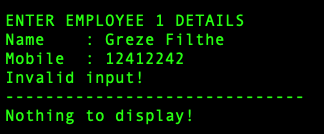 ENTER EMPLOYEE 1 DETAILS
Name    : Greze Filthe
Mobile  : 12412242
Invalid input!
------------------------------
Nothing to display!